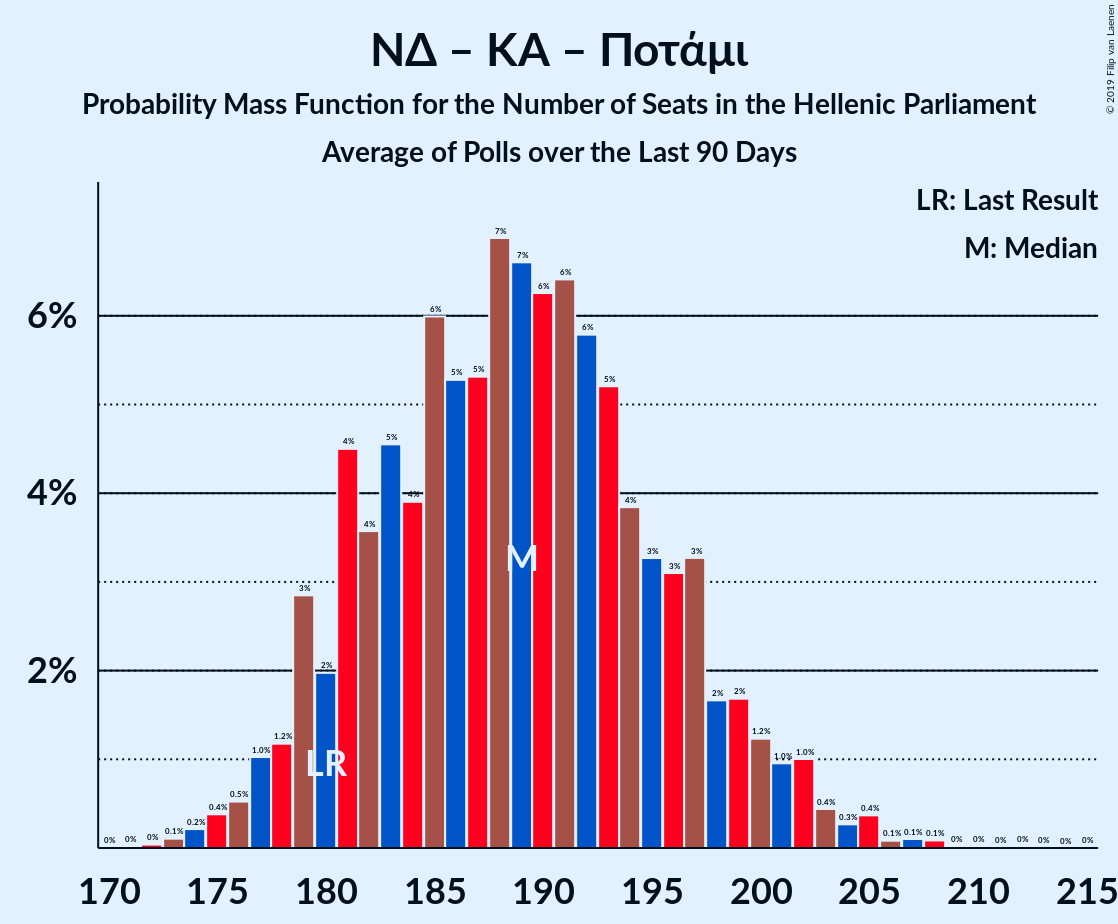 ΝΔ – ΚΑ – Ποτάμι
Probability Mass Function for the Number of Seats in the Hellenic Parliament
Average of Polls over the Last 90 Days
© 2019 Filip van Laenen
LR: Last Result
M: Median
6%
4%
2%
0% 0% 0% 0.1% 0.2% 0.4% 0.5% 1.0% 1.2% 3% 2% 4% 4% 5% 4% 6% 5% 5% 7% 7% 6% 6% 6% 5% 4% 3% 3% 3% 2% 2% 1.2% 1.0% 1.0% 0.4% 0.3% 0.4% 0.1% 0.1% 0.1% 0% 0% 0% 0% 0% 0% 0%
M
LR
170 175 180 185 190 195 200 205 210 215